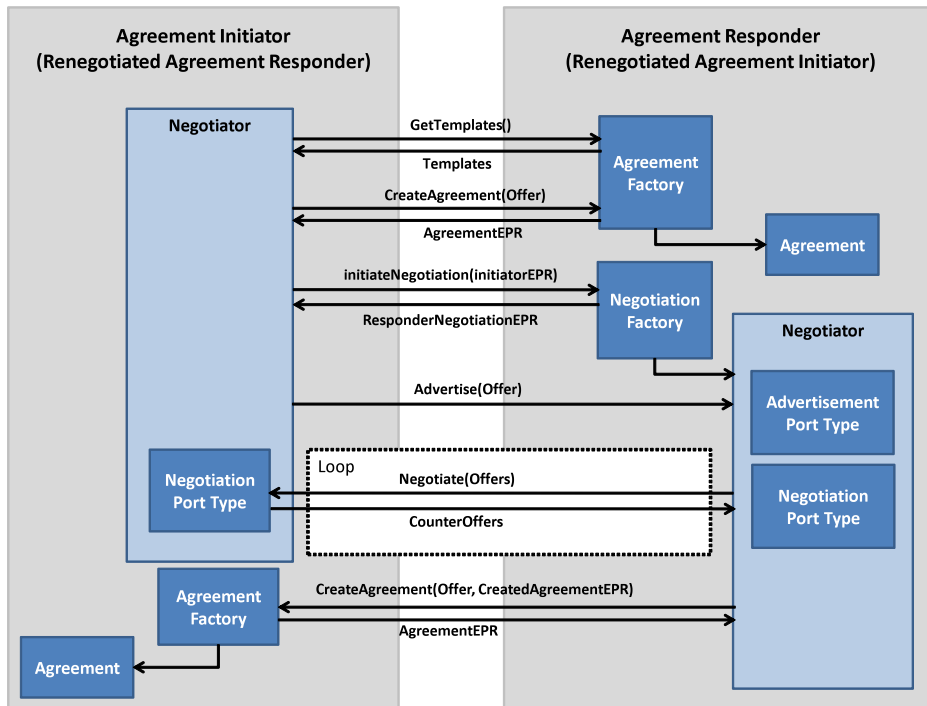 Agreement Initiator
(Renegotiated Agreement Responder)
Agreement Responder
(Renegotiated Agreement Initiator)
Negotiator
GetTemplates()
Templates
Agreement
Factory
CreateAgreement(Offer)
AgreementEPR
Agreement
initiateNegotiation(initiatorEPR)
ResponderNegotiationEPR
Negotiation
Factory
Negotiator
Advertise(Offer)
Advertisement
Port Type
Loop
Negotiation
Port Type
Negotiate(Offers)
CounterOffers
Negotiation
Port Type
Agreement
Factory
CreateAgreement(Offer, CreatedAgreementEPR)
AgreementEPR
Agreement